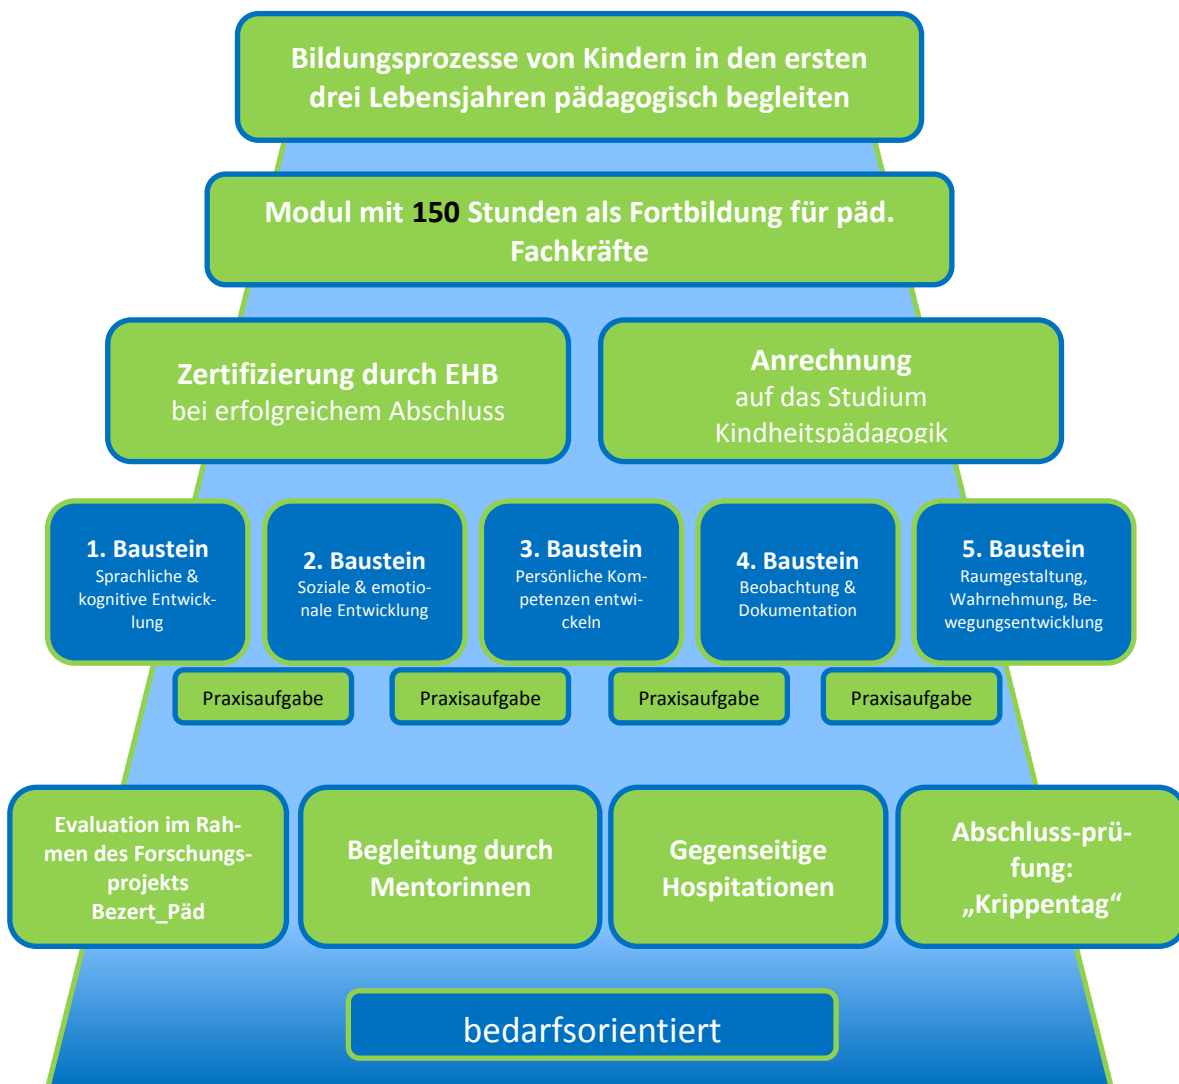 Bildungsprozesse von Kindern in den ersten
drei Lebensjahren pädagogisch begleiten
Modul mit 150 Stunden als Fortbildung für päd.
Fachkräfte
Zertifizierung durch EHB
bei erfolgreichem Abschluss
Anrechnung
auf das Studium
Kindheitspädagogik
1. Baustein
Sprachliche &
kognitive Entwick-
lung
2. Baustein
Soziale & emotio-
nale Entwicklung
3. Baustein
Persönliche Kom-
petenzen entwi-
ckeln
4. Baustein
Beobachtung &
Dokumentation
5. Baustein
Raumgestaltung,
Wahrnehmung, Be-
wegungsentwicklung
Praxisaufgabe
Praxisaufgabe
Praxisaufgabe
Praxisaufgabe
Evaluation im Rah-
men des Forschungs-
projekts
Bezert_Päd
Begleitung durch
Mentorinnen
Gegenseitige
Hospitationen
Abschluss-prü-
fung:
„Krippentag“
bedarfsorientiert